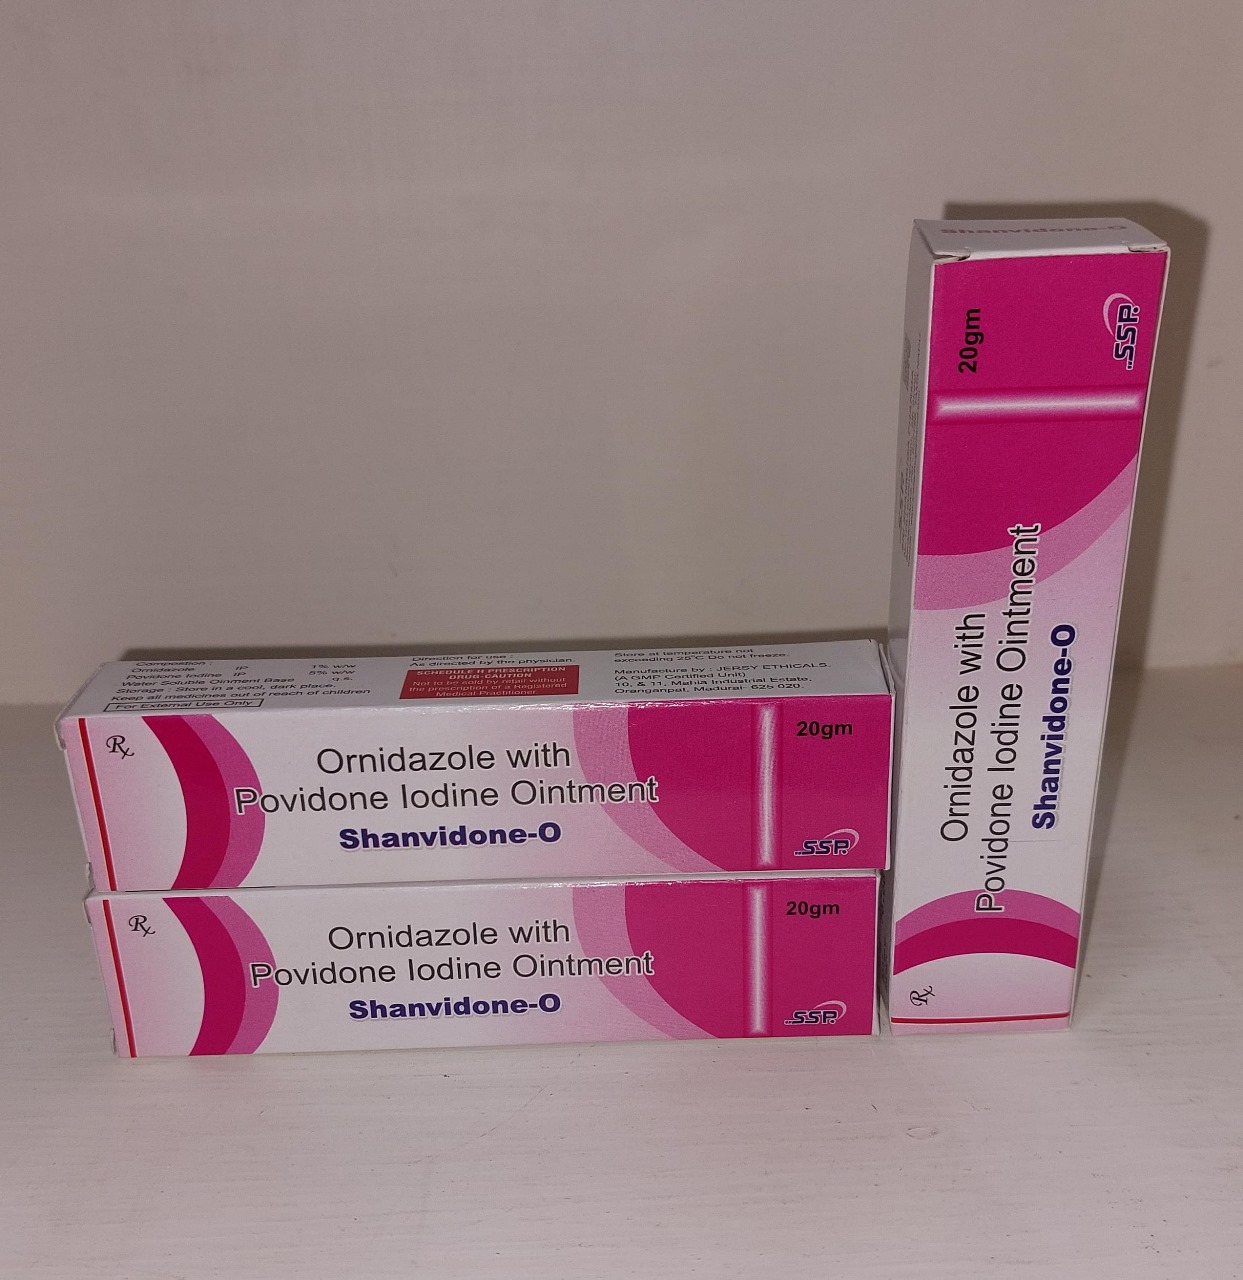 Composition :
Ornidazole IP 1% w/w
Povidone Iodine IP 5% w/w
Water Soluble Ointment Base q.s.
Storage : Store in a cool, dark place.
Keep all medicines out of reach of children
For External Use Only
Direction for use :
As directed by the physician.
SCHEDULE H PRESCRIPTION
DRUG-CAUTION
Not to be sold by retail without
the prescription of a Registered
Medical Practitioner.
Store at temperature not
exceeding 25°C Do not freeze.
Manufacture by : JERSY ETHICALS.
(A GMP Certified Unit)
10, & 11, Mahia Industrial Estate,
Oranganpal, Madurai- 625 020.
Rx
Ornidazole with
Povidone Iodine Ointment
Shanvidone-O
20gm
...SSP.
Rx
Ornidazole with
Povidone Iodine Ointment
Shanvidone-O
20gm
...SSP.
Shanvidone-O
Rx
Ornidazole with
Povidone Iodine Ointment
Shanvidone-O
20gm
...SSP.